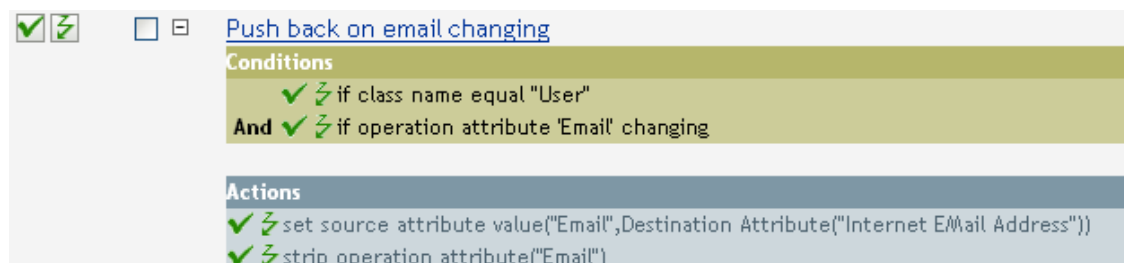 Push back on email changing
Conditions
if class name equal "User"
And if operation attribute 'Email' changing
Actions
set source attribute value("Email",Destination Attribute("Internet EMail Address"))
strip operation attribute("Email")